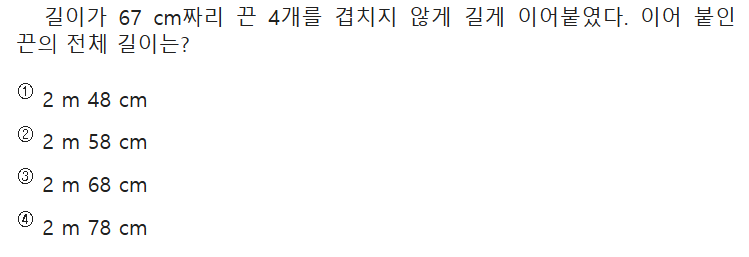 길이가 67 cm짜리 끈 4개를 겹치지 않게 길게 이어붙였다. 이어 붙인
끈의 전체 길이는?
① 2 m 48 cm
② 2 m 58 cm
③ 2 m 68 cm
④ 2 m 78 cm